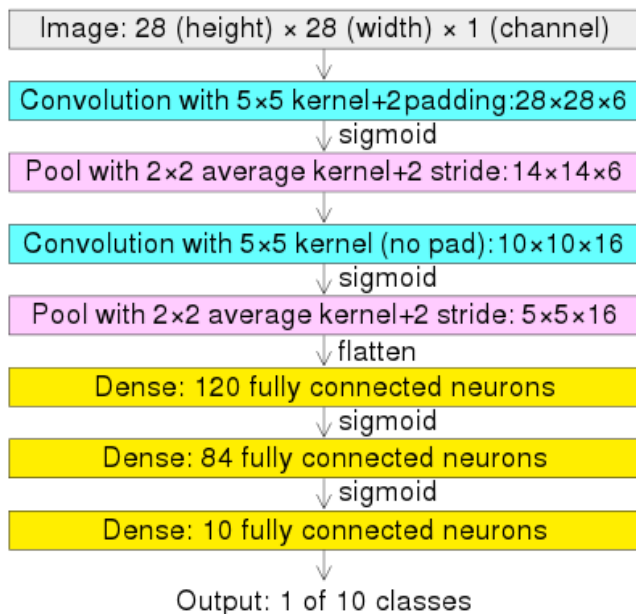 Image: 28 (height) × 28 (width) × 1 (channel)
Convolution with 5×5 kernel+2padding:28×28×6
sigmoid
Pool with 2×2 average kernel+2 stride:14×14×6
Convolution with 5×5 kernel (no pad):10×10×16
sigmoid
Pool with 2×2 average kernel+2 stride: 5×5×16
flatten
Dense: 120 fully connected neurons
sigmoid
Dense: 84 fully connected neurons
sigmoid
Dense: 10 fully connected neurons
Output: 1 of 10 classes